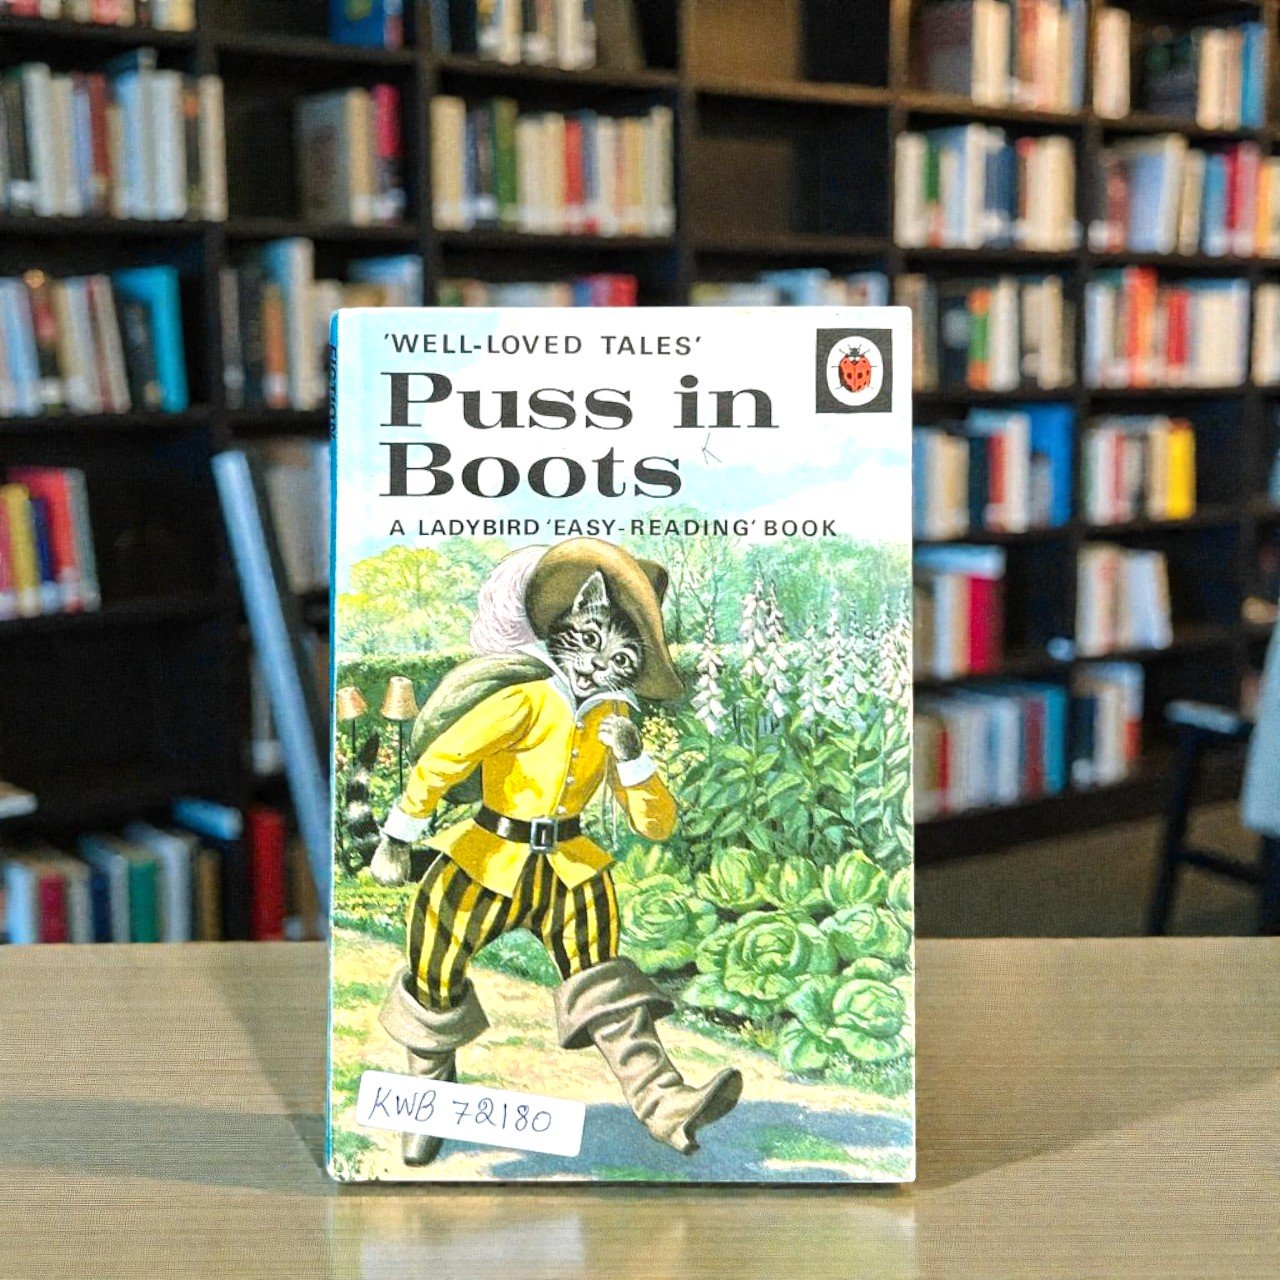 'WELL-LOVED TALES'
Puss in
Boots
K
A LADYBIRD 'EASY-READING' BOOK
KWB 72180